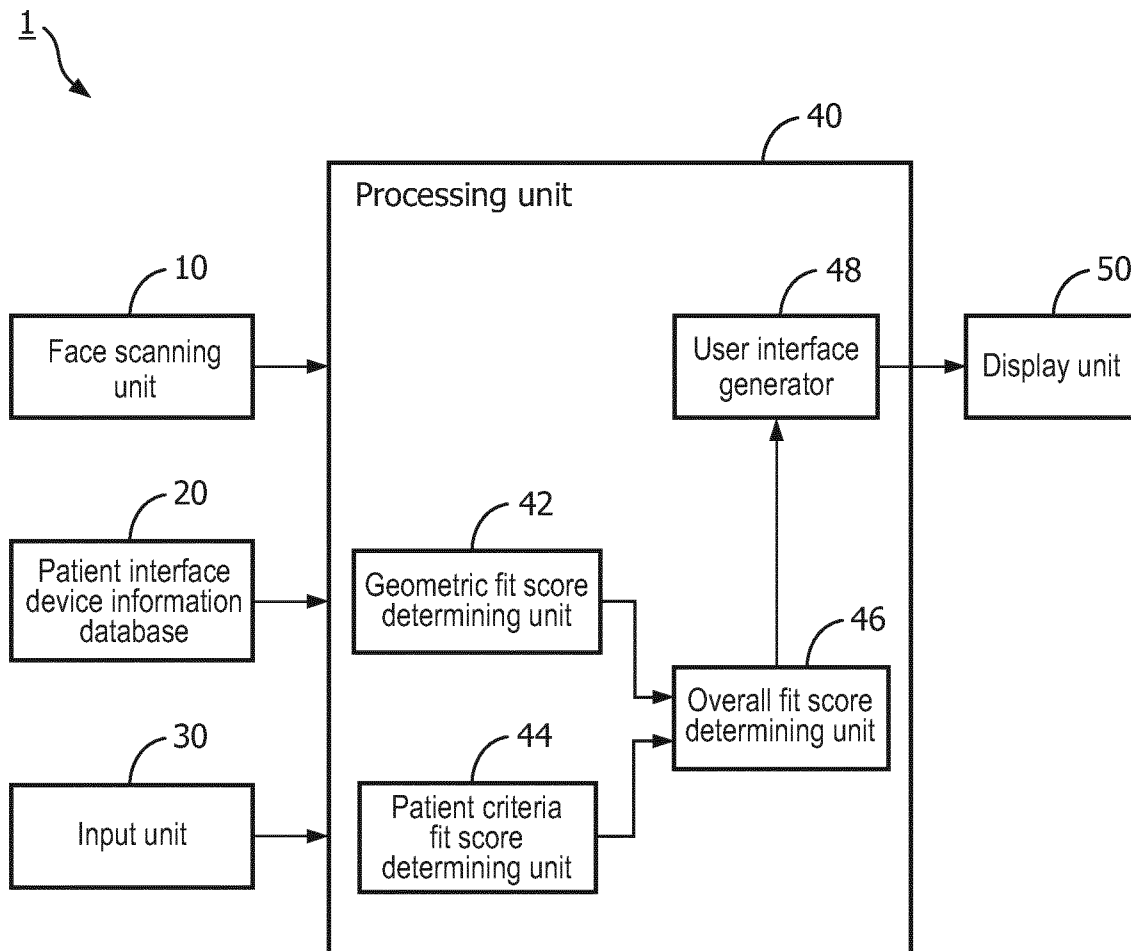 1
40
Processing unit
10
Face scanning
unit
48
User interface
generator
50
Display unit
20
Patient interface
device information
database
42
Geometric fit score
determining unit
46
Overall fit score
determining unit
30
Input unit
44
Patient criteria
fit score
determining unit